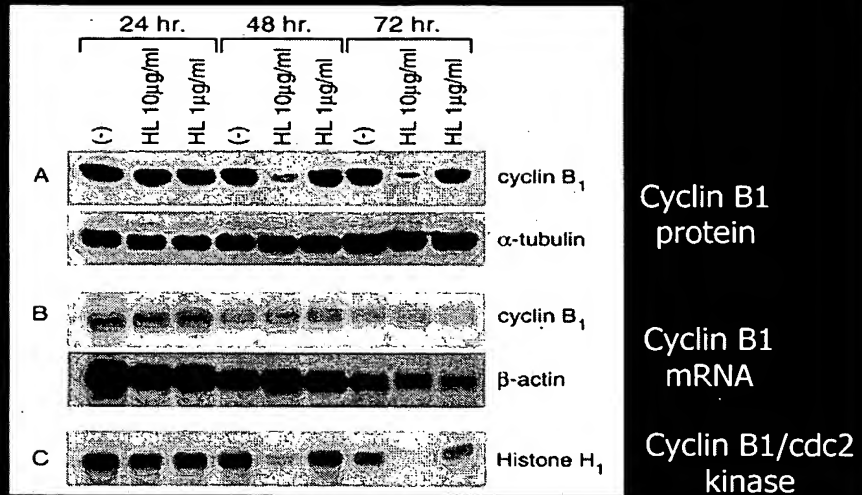 24 hr. 48 hr. 72 hr.
(-) HL 10µg/ml HL 1µg/ml (-) HL 10µg/ml HL 1µg/ml (-) HL 10µg/ml HL 1µg/ml
A cyclin B₁
α-tubulin
Cyclin B1
protein
B cyclin B₁
β-actin
Cyclin B1
mRNA
C Histone H₁
Cyclin B1/cdc2
kinase